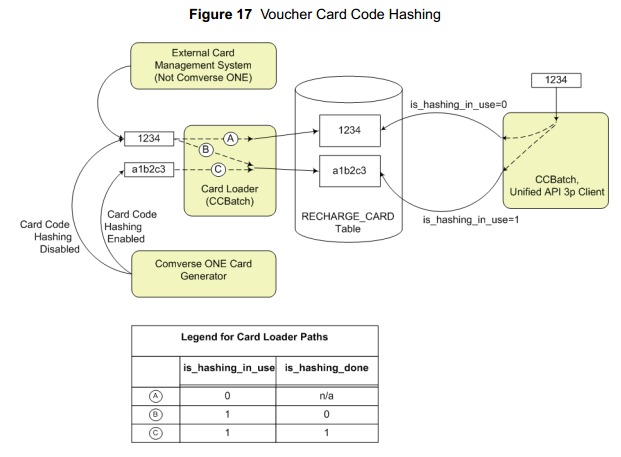 Figure 17 Voucher Card Code Hashing
External Card
Management System
(Not Comverse ONE)
1234
a1b2c3
A
B
C
Card Loader
(CCBatch)
Card Code
Hashing
Disabled
Card Code
Hashing
Enabled
Comverse ONE Card
Generator
1234
a1b2c3
RECHARGE_CARD
Table
is_hashing_in_use=0
is_hashing_in_use=1
1234
CCBatch,
Unified API 3p Client
Legend for Card Loader Paths
is_hashing_in_use is_hashing_done
A 0 n/a
B 1 0
C 1 1